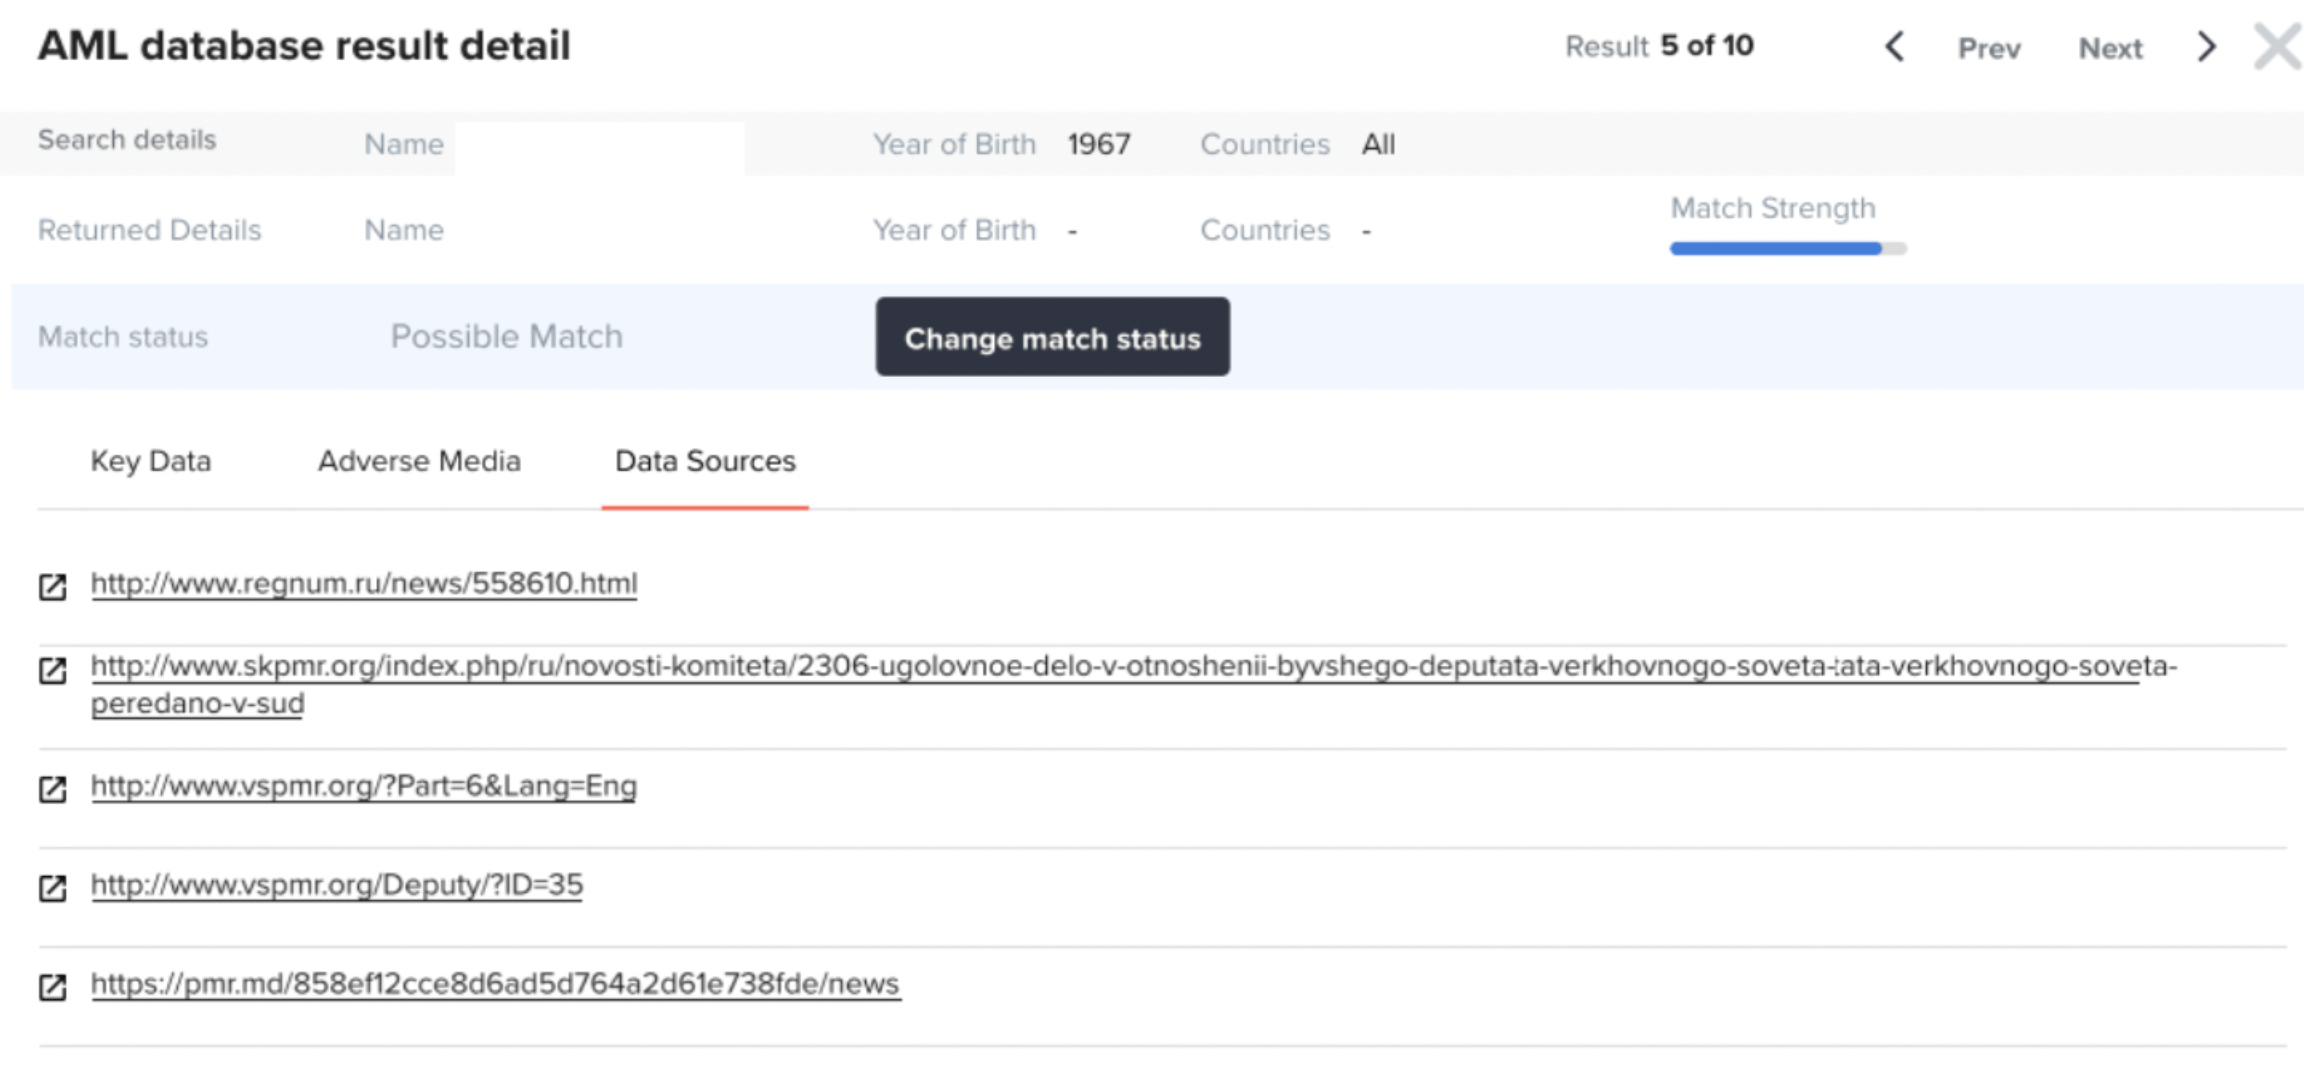 AML database result detail
Result 5 of 10 Prev Next
Search details Name Year of Birth 1967 Countries All
Returned Details Name Year of Birth - Countries - Match Strength
Match status Possible Match Change match status
Key Data Adverse Media Data Sources
http://www.regnum.ru/news/558610.html
http://www.skpmr.org/index.php/ru/novosti-komiteta/2306-ugolovnoe-delo-v-otnoshenii-byvshego-deputata-verkhovnogo-soveta-tata-verkhovnogo-soveta-
peredano-v-sud
http://www.vspmr.org/?Part=6&Lang=Eng
http://www.vspmr.org/Deputy/?ID=35
https://pmr.md/858ef12cce8d6ad5d764a2d61e738fde/news